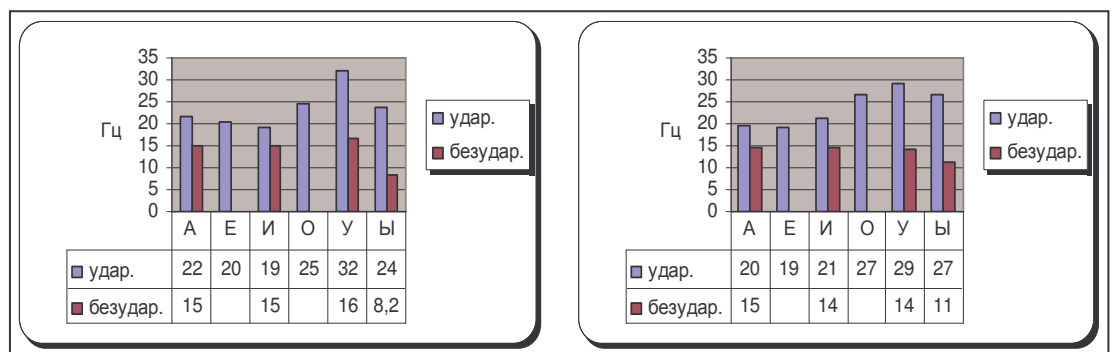 35
30
25
20
15
10
5
0
Гц
удар.
безудар.
А Е И О У Ы
удар. 22 20 19 25 32 24
безудар. 15 15 16 8,2
35
30
25
20
15
10
5
0
Гц
удар.
безудар.
А Е И О У Ы
удар. 20 19 21 27 29 27
безудар. 15 14 14 11